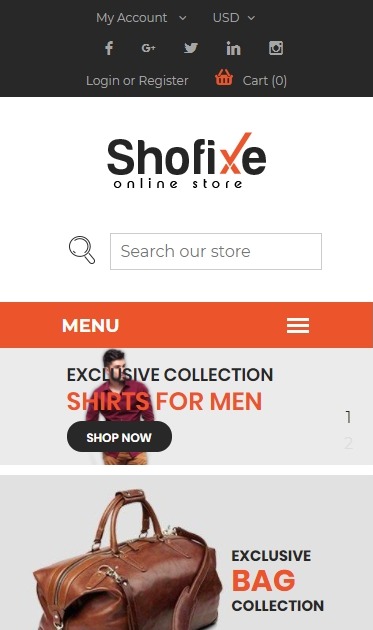 My Account USD
Login or Register Cart (0)
Shofixe
online store
Search our store
MENU
EXCLUSIVE COLLECTION
SHIRTS FOR MEN
SHOP NOW
1
2
EXCLUSIVE
BAG
COLLECTION